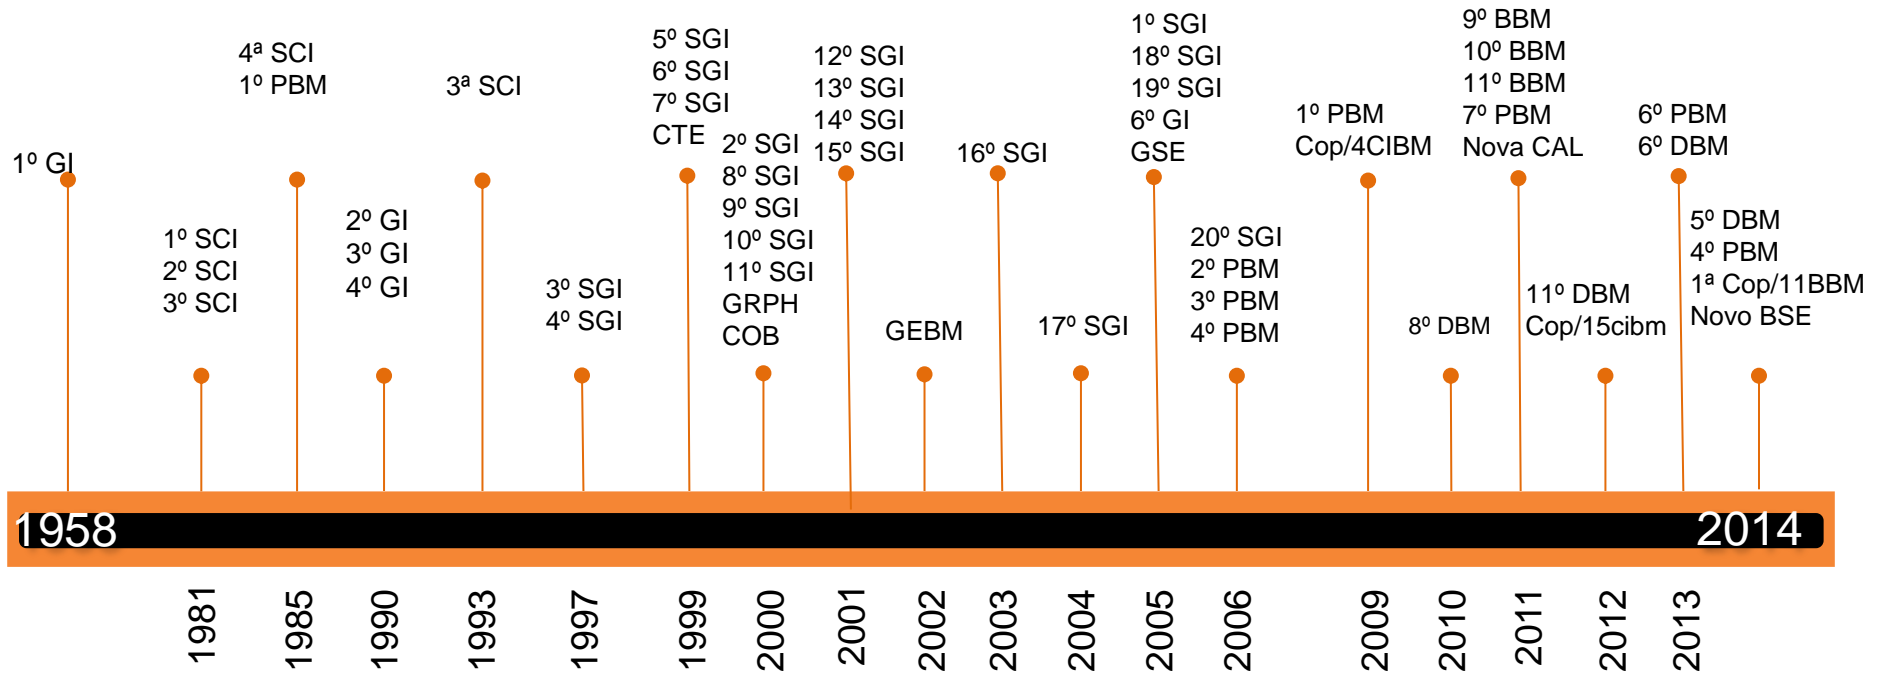 1º GI
1º SCI
2º SCI
3º SCI
4ª SCI
1º PBM
2º GI
3º GI
4º GI
3ª SCI
3º SGI
4º SGI
5º SGI
6º SGI
7º SGI
CTE
2º SGI
8º SGI
9º SGI
10º SGI
11º SGI
GRPH
COB
12º SGI
13º SGI
14º SGI
15º SGI
GEBM
16º SGI
17º SGI
1º SGI
18º SGI
19º SGI
6º GI
GSE
20º SGI
2º PBM
3º PBM
4º PBM
1º PBM
Cop/4CIBM
8º DBM
9º BBM
10º BBM
11º BBM
7º PBM
Nova CAL
11º DBM
Cop/15cibm
6º PBM
6º DBM
5º DBM
4º PBM
1ª Cop/11BBM
Novo BSE
1958
2014
1981
1985
1990
1993
1997
1999
2000
2001
2002
2003
2004
2005
2006
2009
2010
2011
2012
2013